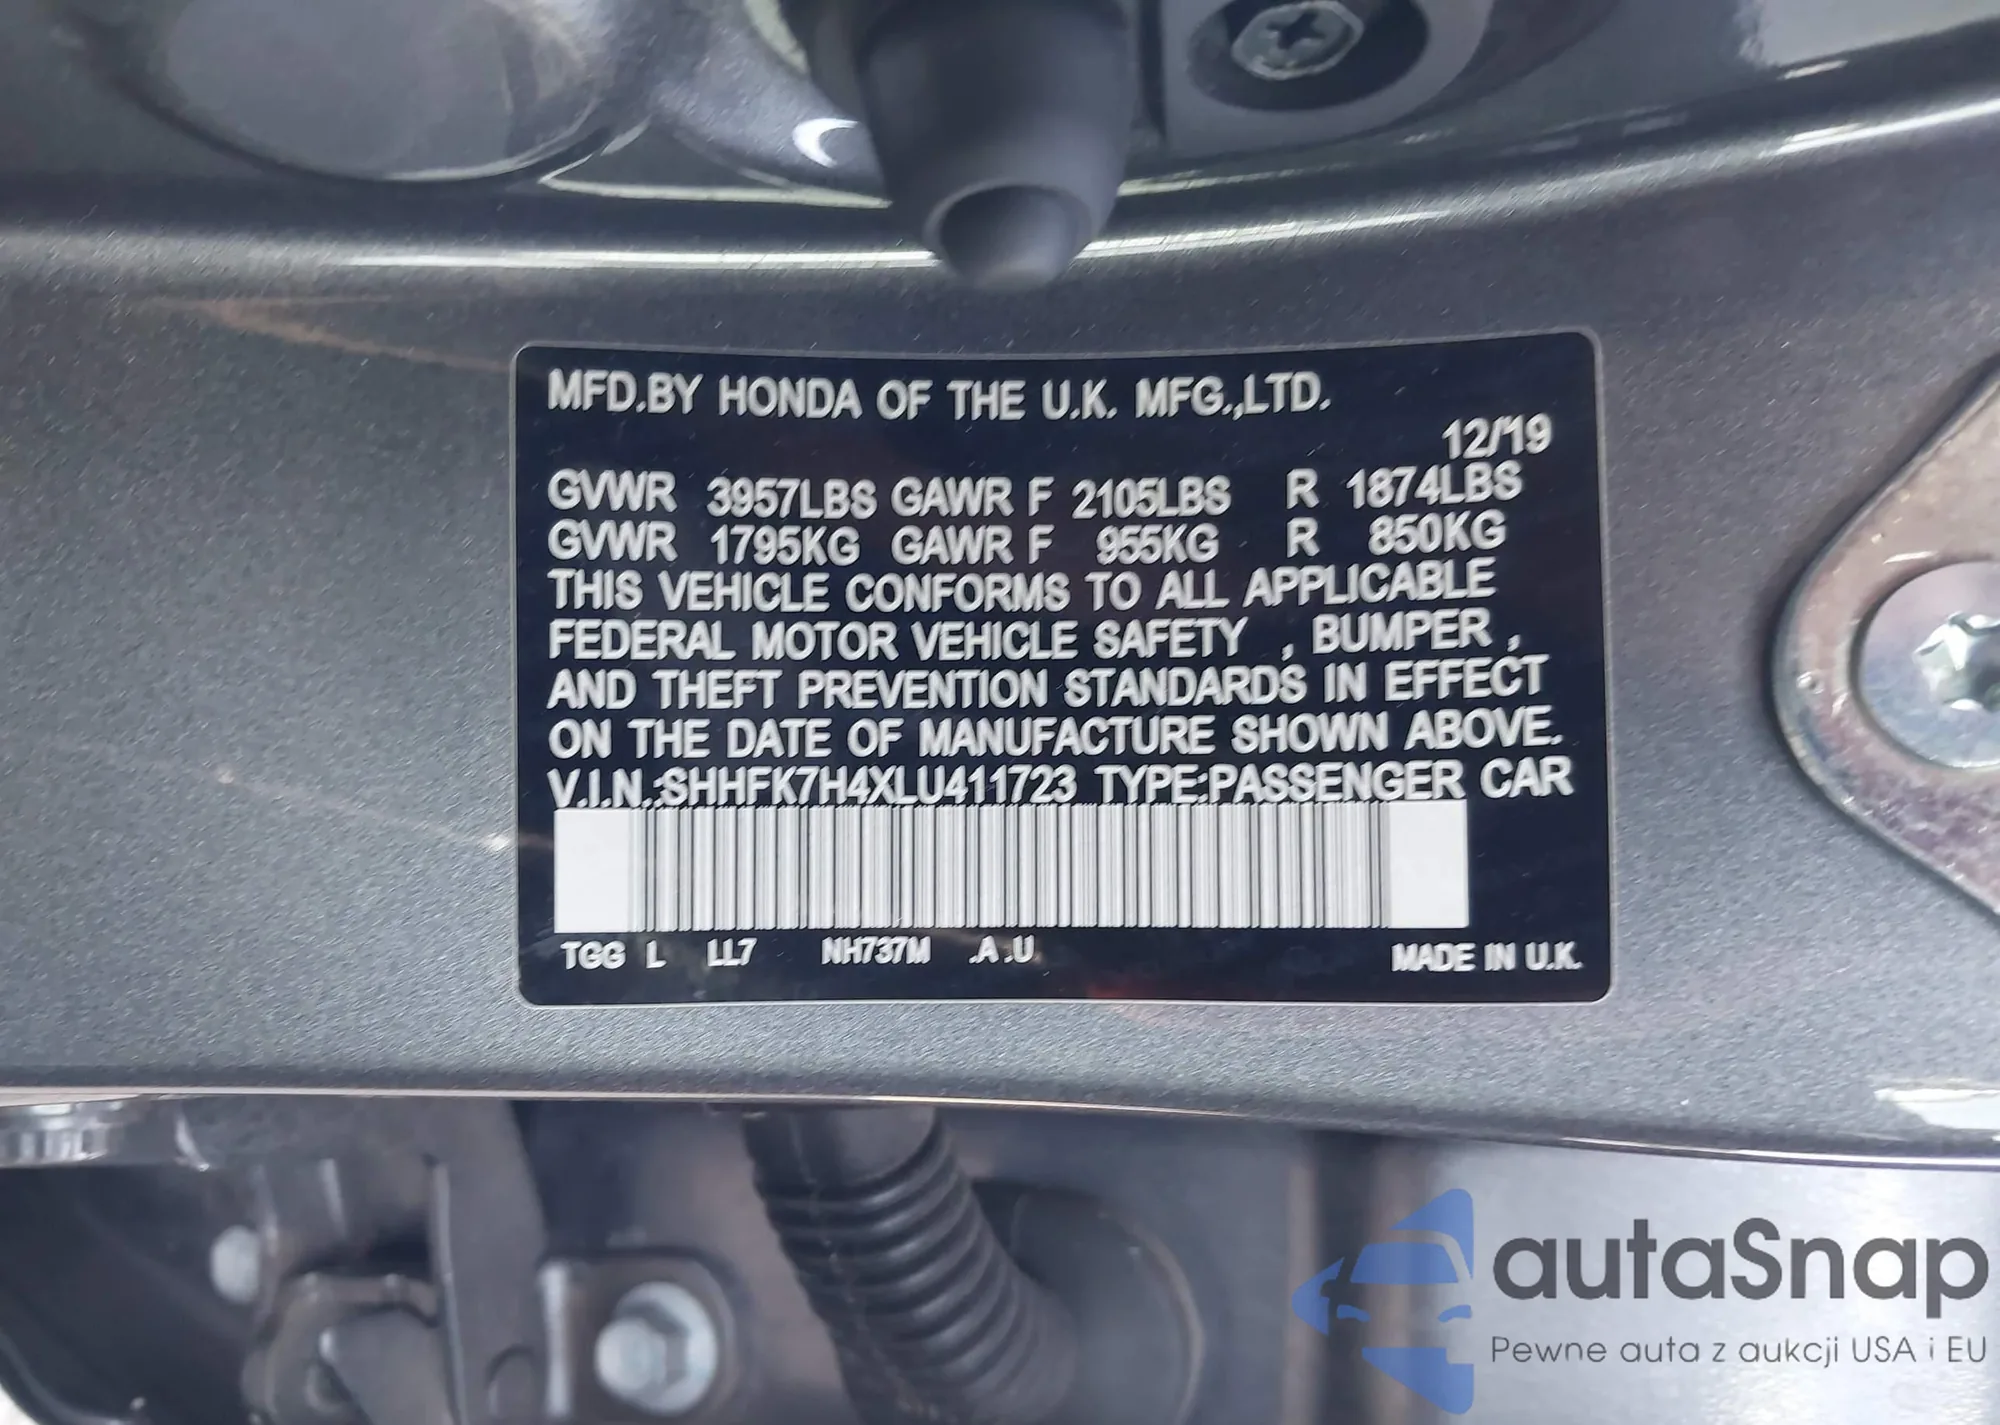 MFD.BY HONDA OF THE U.K. MFG.,LTD.
12/'19
GVWR 3957LBS GAWR F 2105LBS R 1874LBS
GVWR 1795KG GAWR F 955KG R 850KG
THIS VEHICLE CONFORMS TO ALL APPLICABLE
FEDERAL MOTOR VEHICLE SAFETY , BUMPER ,
AND THEFT PREVENTION STANDARDS IN EFFECT
ON THE DATE OF MANUFACTURE SHOWN ABOVE.
V.I.N.:SHHFK7H4XLU411723 TYPE:PASSENGER CAR
TGG L LL7 NH737M .A .U MADE IN U.K.
autaSnap
Pewne auta z aukcji USA i EU